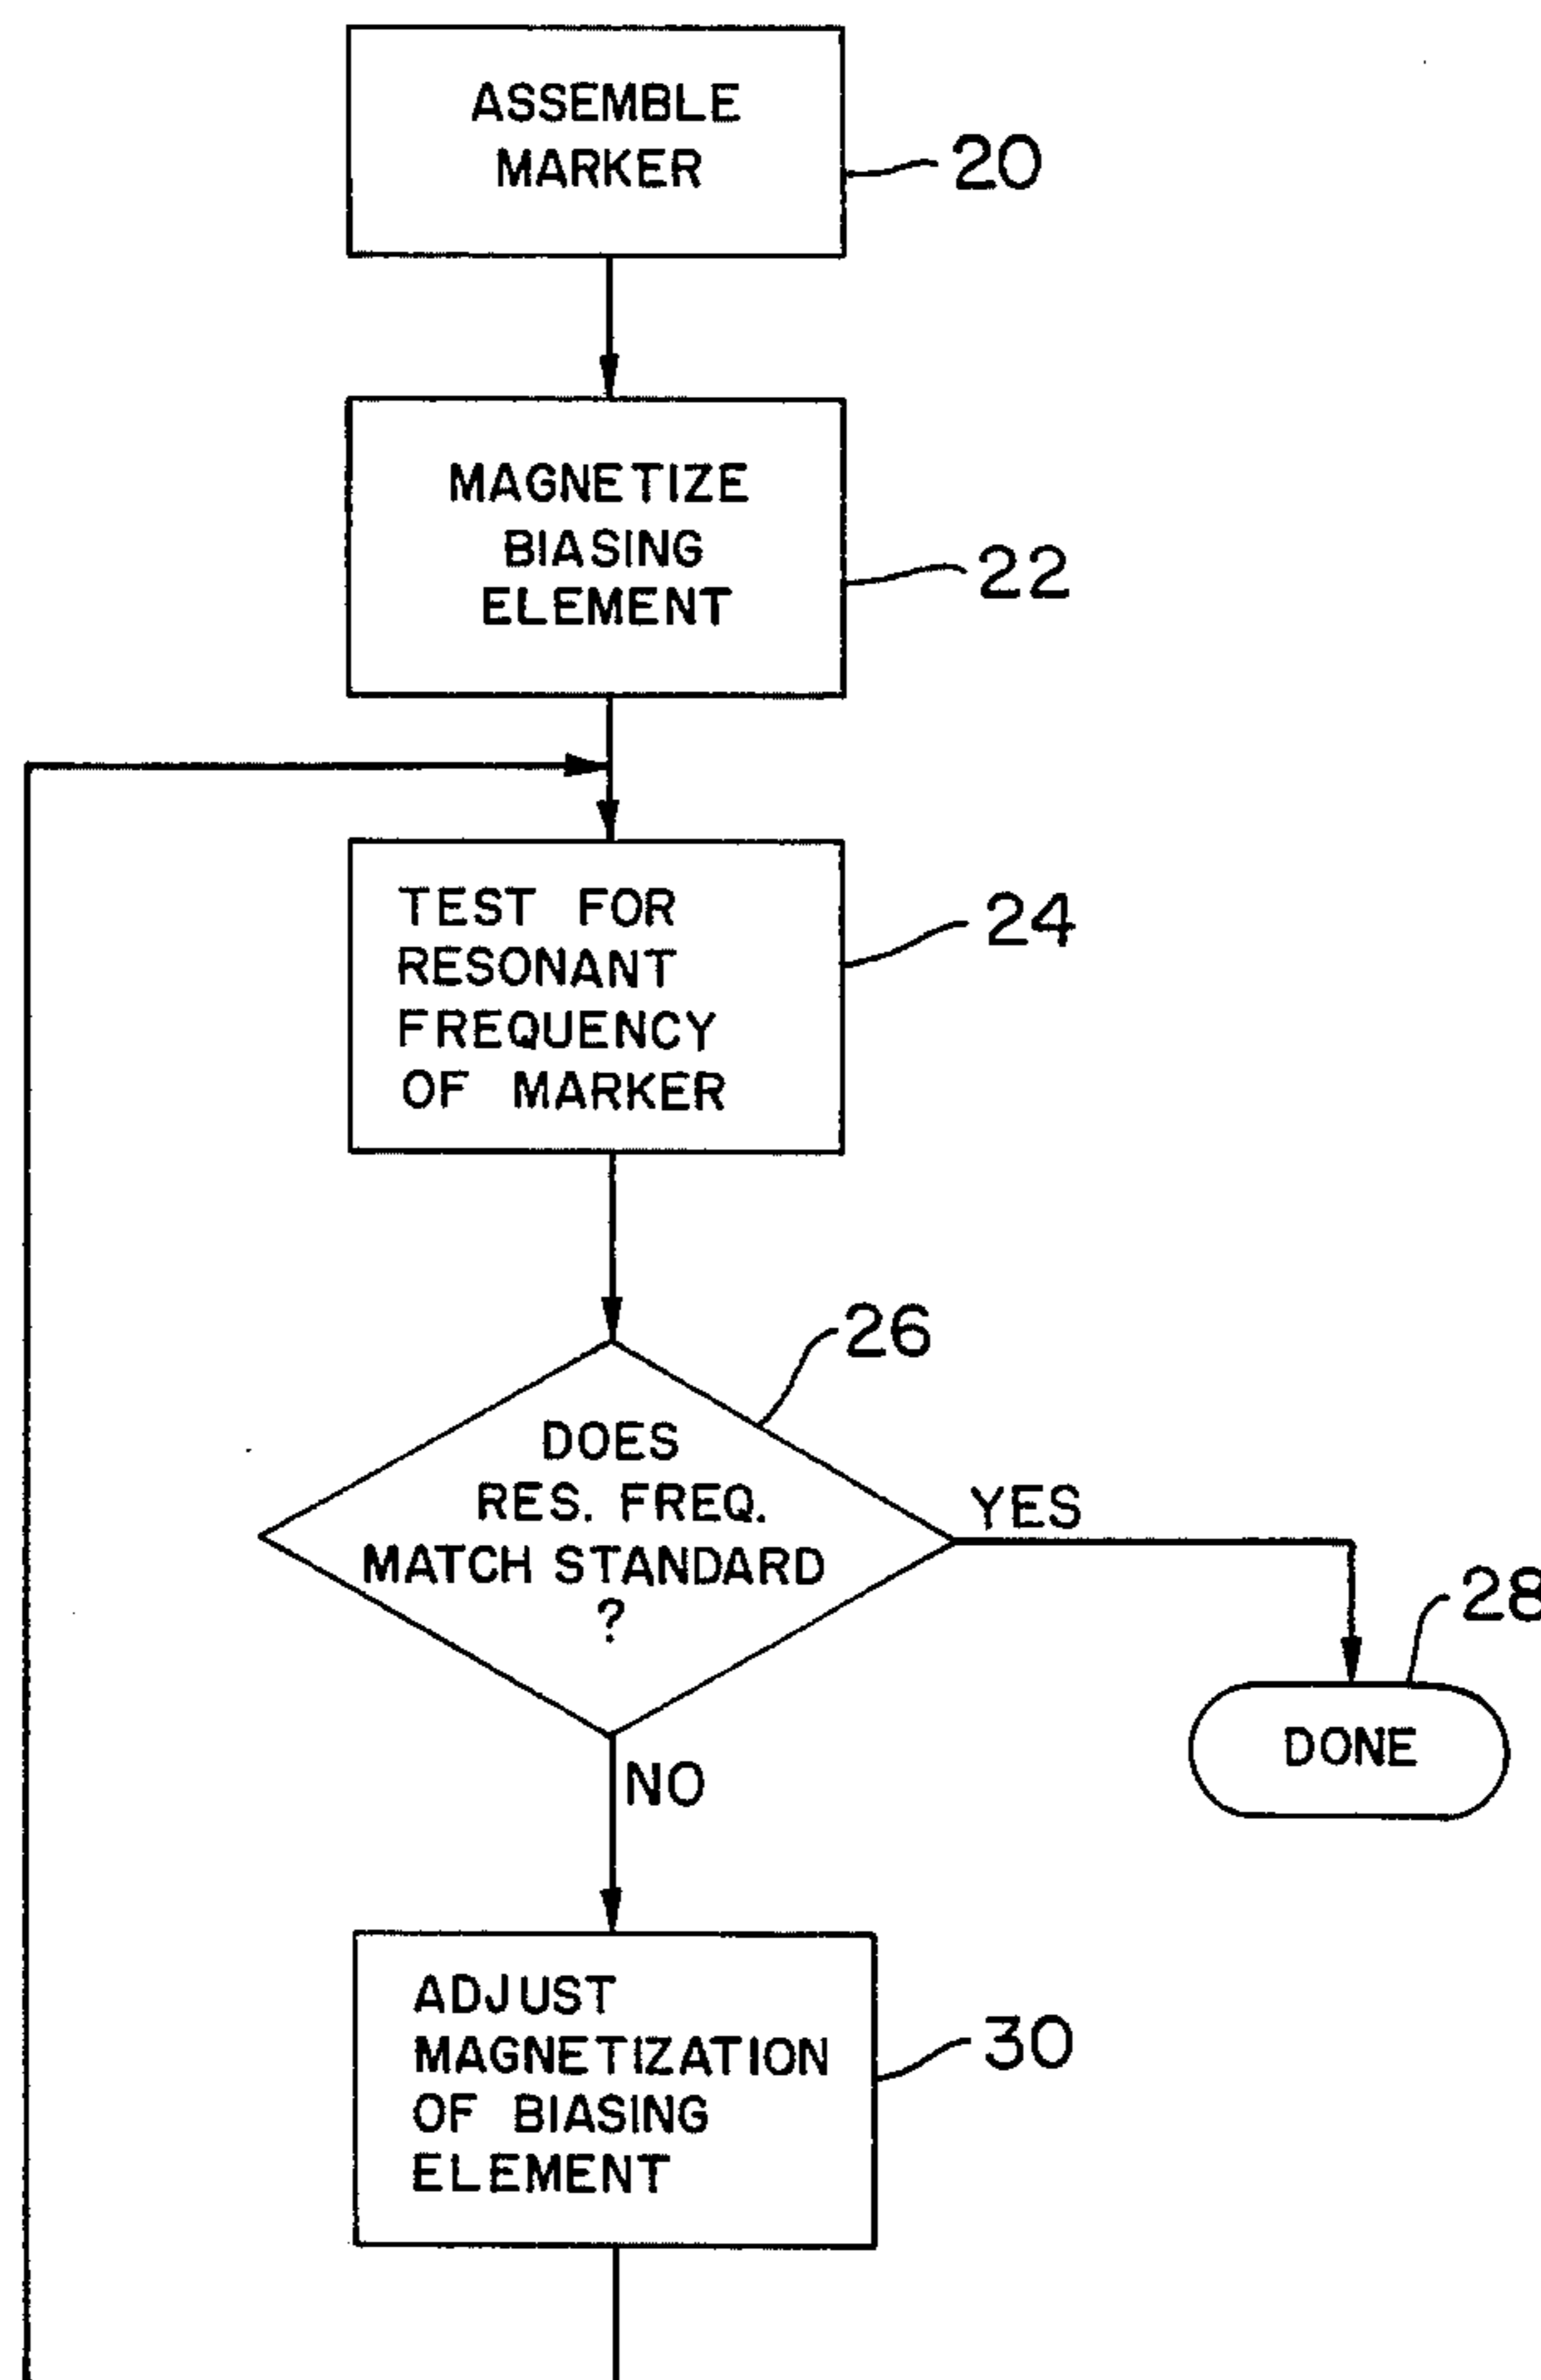 ASSEMBLE
MARKER
20
MAGNETIZE
BIASING
ELEMENT
22
TEST FOR
RESONANT
FREQUENCY
OF MARKER
24
26
DOES
RES. FREQ.
MATCH STANDARD
?
YES
28
DONE
NO
ADJUST
MAGNETIZATION
OF BIASING
ELEMENT
30